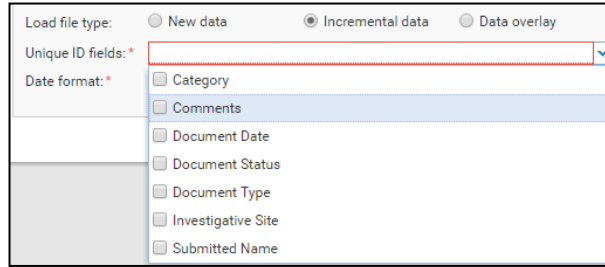 Load file type: New data Incremental data Data overlay
Unique ID fields:*
Date format:*
Category
Comments
Document Date
Document Status
Document Type
Investigative Site
Submitted Name